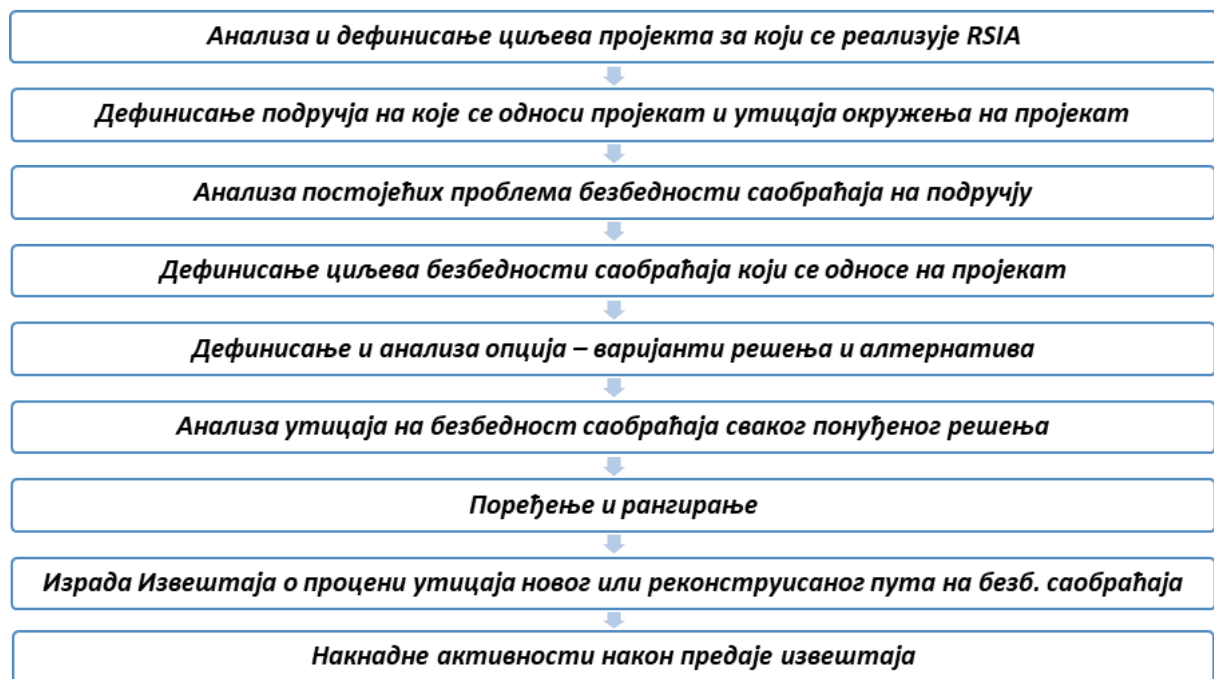 Анализа и дефинисање циљева пројекта за који се реализује RSIA
Дефинисање подручја на које се односи пројекат и утицаја окружења на пројекат
Анализа постојећих проблема безбедности саобраћаја на подручју
Дефинисање циљева безбедности саобраћаја који се односе на пројекат
Дефинисање и анализа опција – варијанти решења и алтернатива
Анализа утицаја на безбедност саобраћаја сваког понуђеног решења
Поређење и рангирање
Израда Извештаја о процени утицаја новог или реконструисаног пута на безб. саобраћаја
Накнадне активности након предаје извештаја